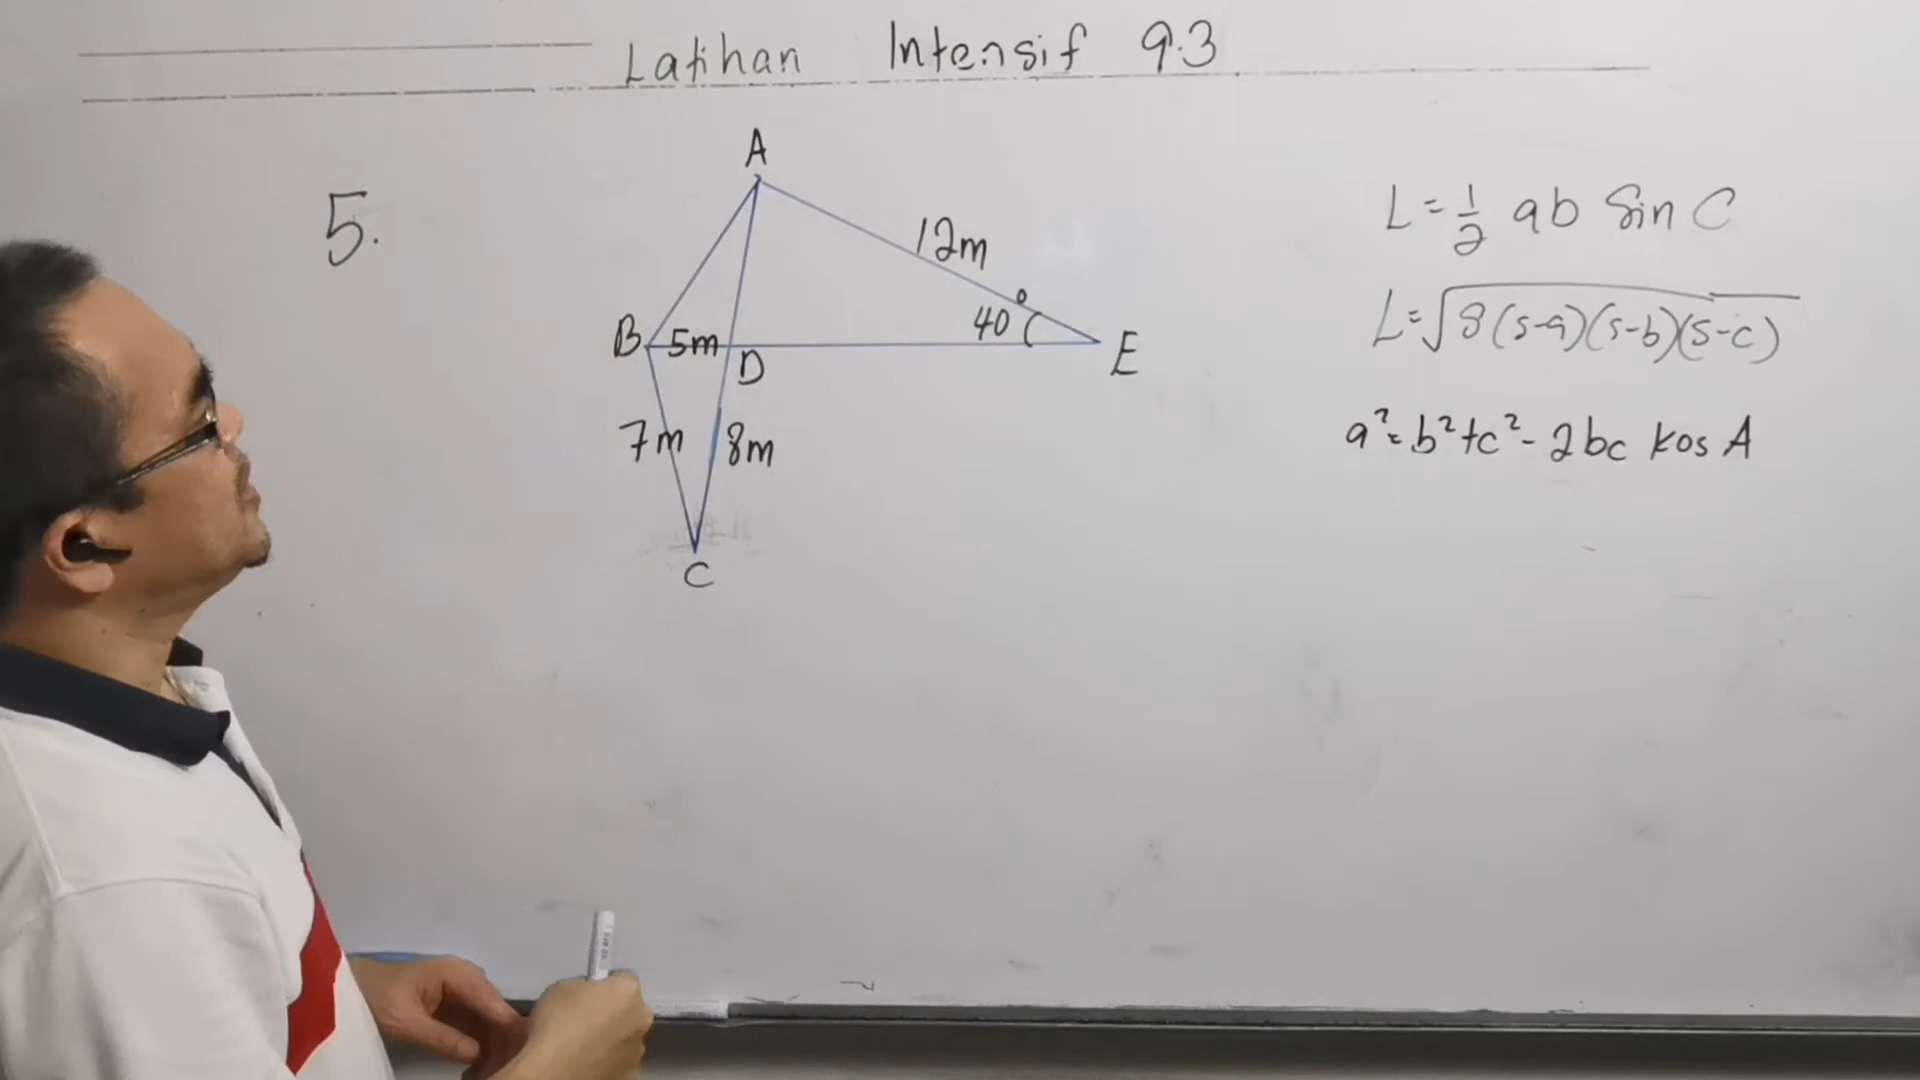 Latihan Intensif 9.3
5.
A
12m
40°
B 5m D E
7m 8m
C
L = 1/2 ab Sin C
L = √8(s-a)(s-b)(s-c)
a² = b² + c² - 2bc kos A